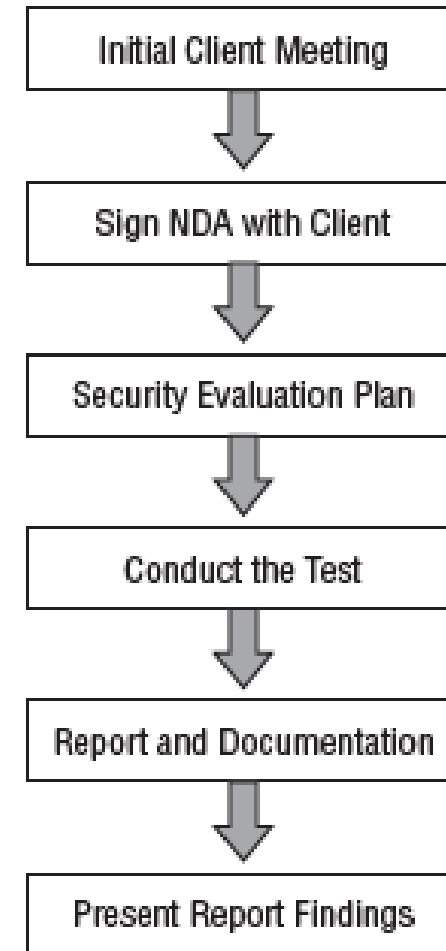 Initial Client Meeting
Sign NDA with Client
Security Evaluation Plan
Conduct the Test
Report and Documentation
Present Report Findings